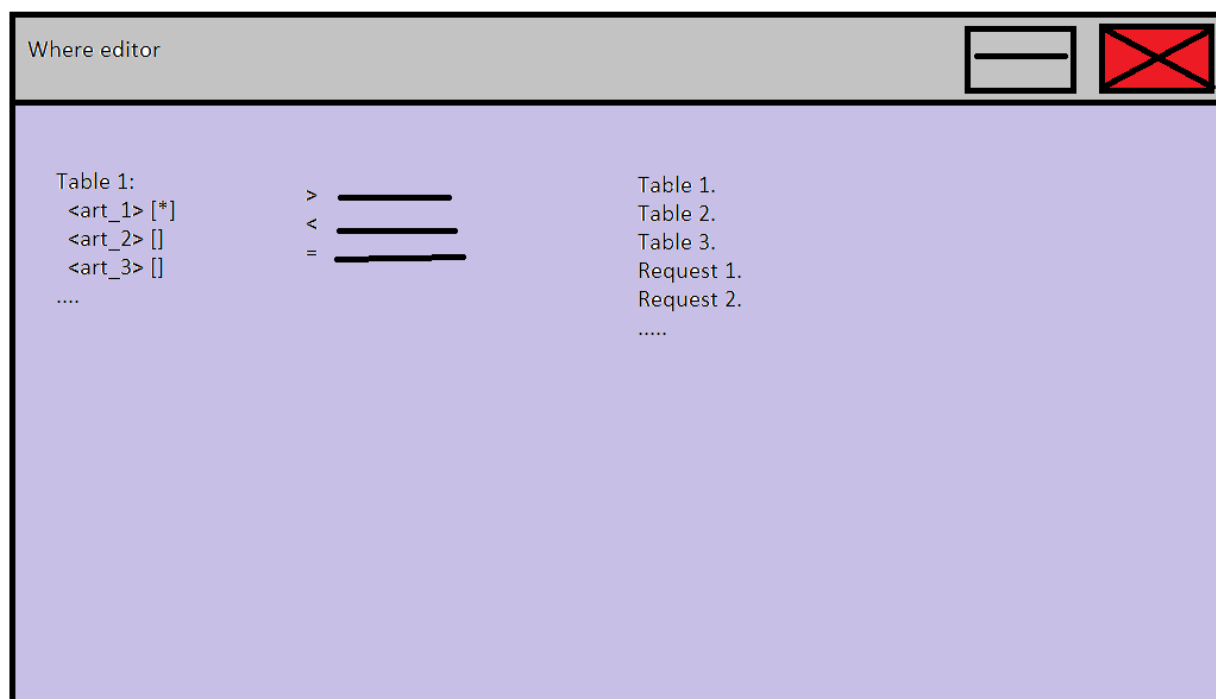 Where editor
Table 1:
<art_1> [*]
<art_2> []
<art_3> []
....
>
<
=
Table 1.
Table 2.
Table 3.
Request 1.
Request 2.
.....